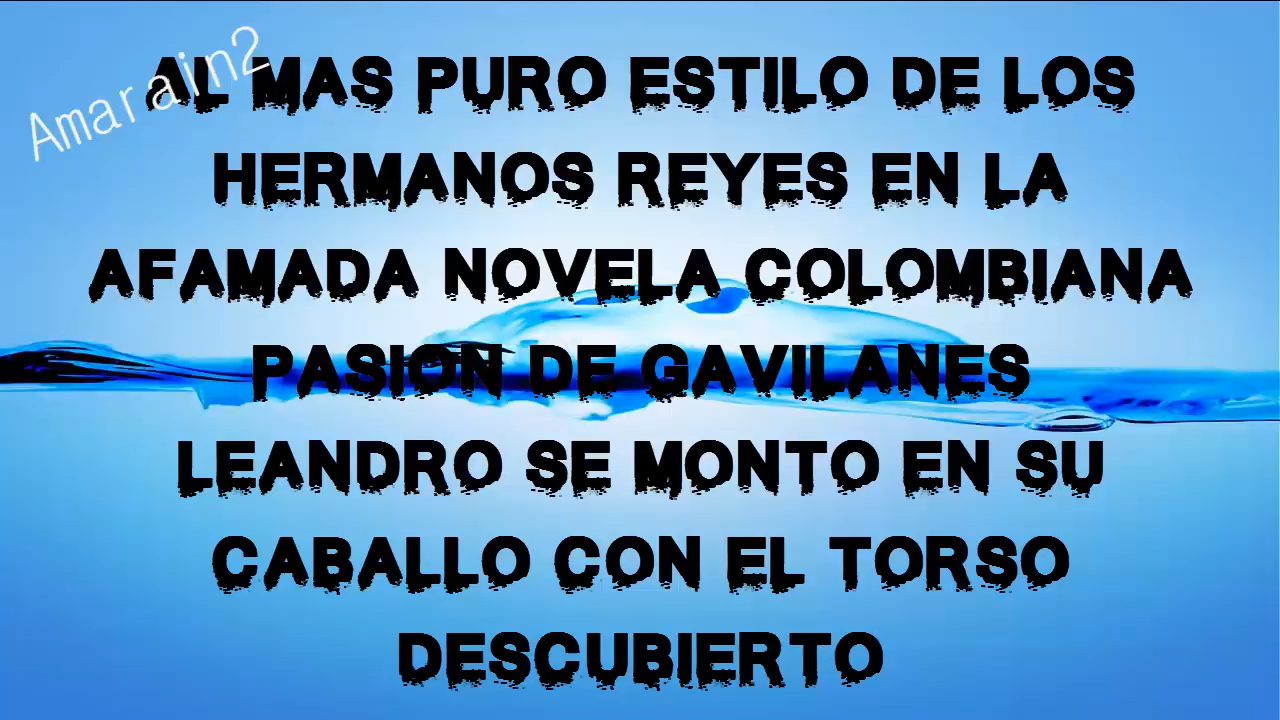 Amarain2
AL MAS PURO ESTILO DE LOS
HERMANOS REYES EN LA
AFAMADA NOVELA COLOMBIANA
PASION DE GAVILANES
LEANDRO SE MONTO EN SU
CABALLO CON EL TORSO
DESCUBIERTO